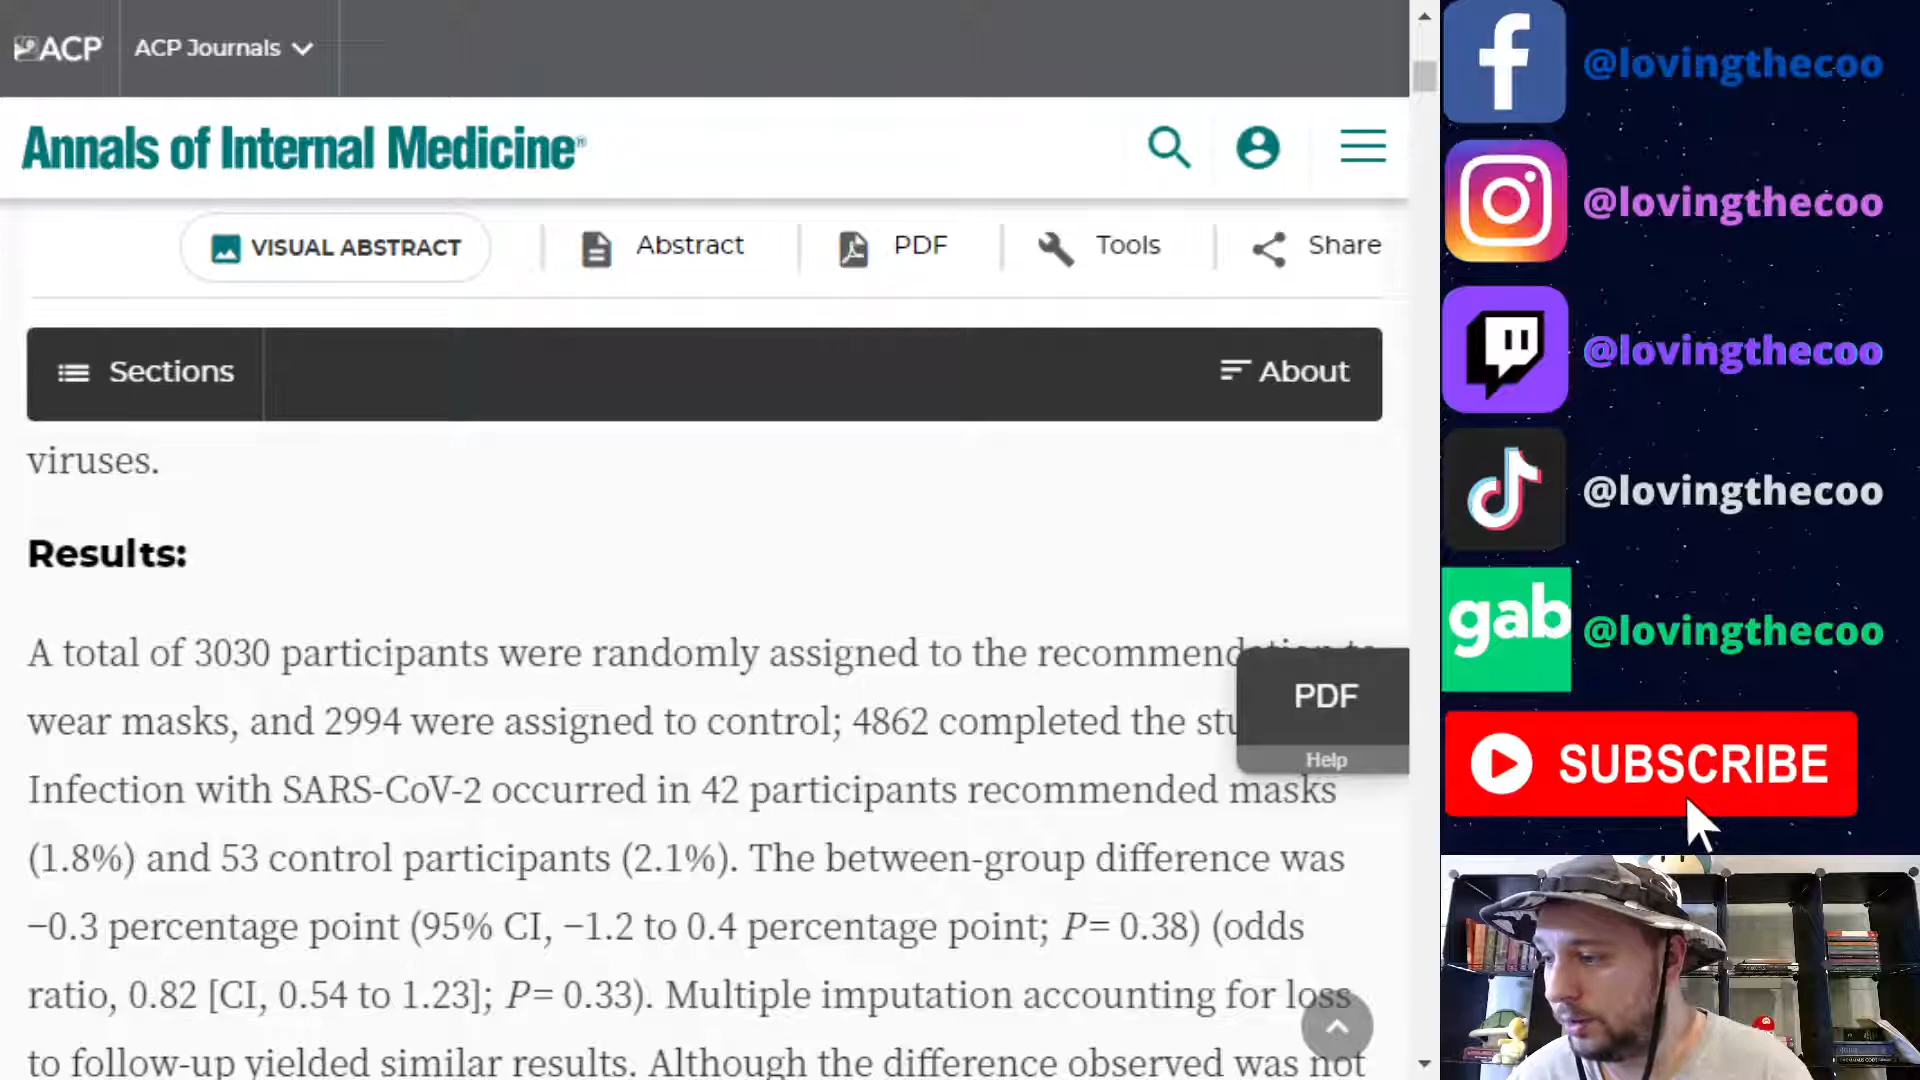 ACP
ACP Journals
Annals of Internal Medicine
VISUAL ABSTRACT
Abstract
PDF
Tools
Share
Sections
About
viruses.
Results:
A total of 3030 participants were randomly assigned to the
wear masks, and 2994 were assigned to control; 4862 completed the
Infection with SARS-CoV-2 occurred in 42 participants recommended masks
(1.8%) and 53 control participants (2.1%). The between-group difference was
−0.3 percentage point (95% CI, −1.2 to 0.4 percentage point; P= 0.38) (odds
ratio, 0.82 [CI, 0.54 to 1.23]; P= 0.33). Multiple imputation accounting for loss
to follow-up yielded similar results. Although the difference observed was not
PDF
Help
@lovingthecoo
@lovingthecoo
@lovingthecoo
@lovingthecoo
gab
@lovingthecoo
SUBSCRIBE